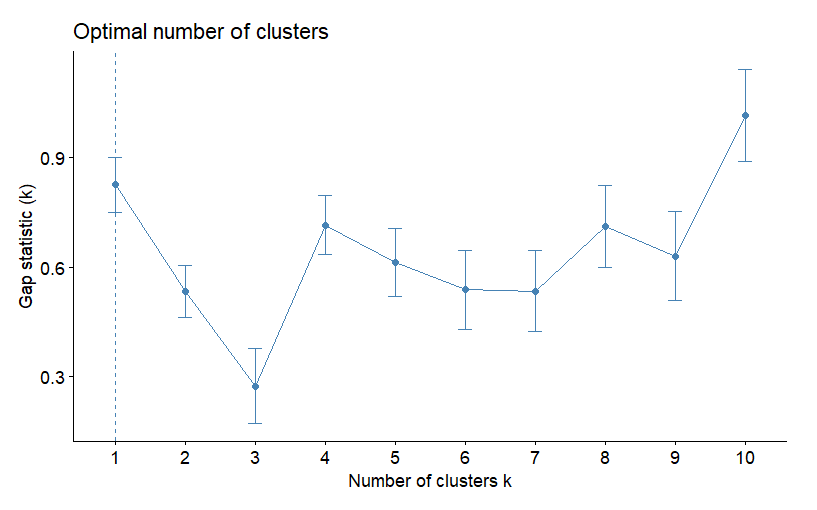 Optimal number of clusters
Gap statistic (k)
0.9
0.6
0.3
1 2 3 4 5 6 7 8 9 10
Number of clusters k